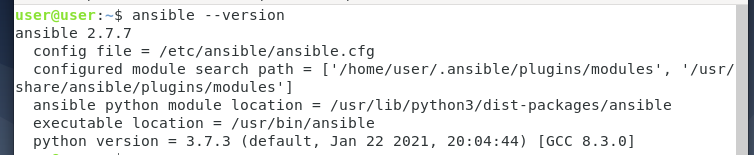 user@user:~$ ansible --version
ansible 2.7.7
  config file = /etc/ansible/ansible.cfg
  configured module search path = ['/home/user/.ansible/plugins/modules', '/usr/
share/ansible/plugins/modules']
  ansible python module location = /usr/lib/python3/dist-packages/ansible
  executable location = /usr/bin/ansible
  python version = 3.7.3 (default, Jan 22 2021, 20:04:44) [GCC 8.3.0]